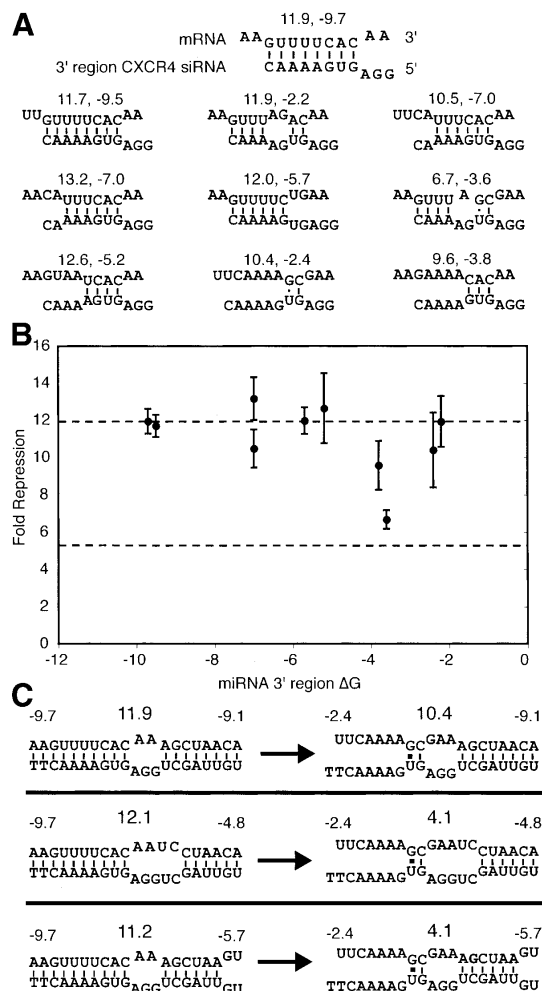 A
11.9, -9.7
mRNA AA GUUUUCAC AA 3'
3' region CXCR4 siRNA CAAAAGUG AGG 5'
11.7, -9.5 11.9, -2.2 10.5, -7.0
UU GUUUUCAC AA AA GUUU AG ACAA UUCA UUUCAC AA
CAAAAGUG AGG CAAA AG UGAGG CA AAAGUG AGG
13.2, -7.0 12.0, -5.7 6.7, -3.6
AACA UUUCAC AA AA GUUUUC UGAA AA GUUU A GC GAA
CA AAAGUG AGG CAAAAG UGAGG CAAA AG UG AGG
12.6, -5.2 10.4, -2.4 9.6, -3.8
AAGUAA UCAC AA UUCAAAA GC GAA AAGAAAA CAC AA
CAAA AGUG AGG CAAAAG UG AGG CAAAA GUG AGG
B
16
14
12
10
8
6
4
2
0
Fold Repression
-12 -10 -8 -6 -4 -2 0
miRNA 3' region ΔG
C
-9.7 11.9 -9.1 -2.4 10.4 -9.1
AAGUUUUCAC AA AGCUAACA UUCAAAA GC GAA AGCUAACA
TTCAAAAGUG AGG UCGAUUGU TTCAAAAG UG AGG UCGAUUGU
-9.7 12.1 -4.8 -2.4 4.1 -4.8
AAGUUUUCAC AAUC CUAACA UUCAAAA GC GAAUC CUAACA
TTCAAAAGUG AGGUC GAUUGU TTCAAAAG UG AGGUC GAUUGU
-9.7 11.2 -5.7 -2.4 4.1 -5.7
AAGUUUUCAC AA AGCUAA GU UUCAAAA GC GAA AGCUAA GU
TTCAAAAGUG AGG UCGAUU GU TTCAAAAG UG AGG UCGAUU GU